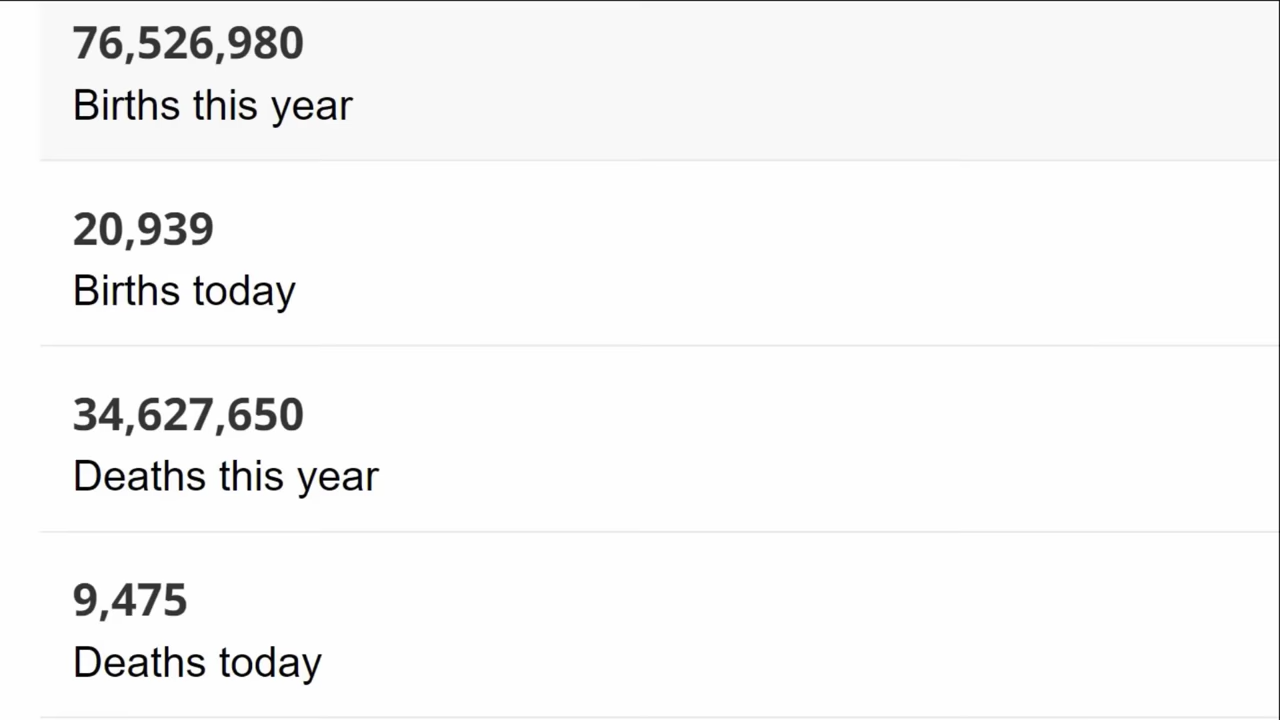 76,526,980
Births this year
20,939
Births today
34,627,650
Deaths this year
9,475
Deaths today